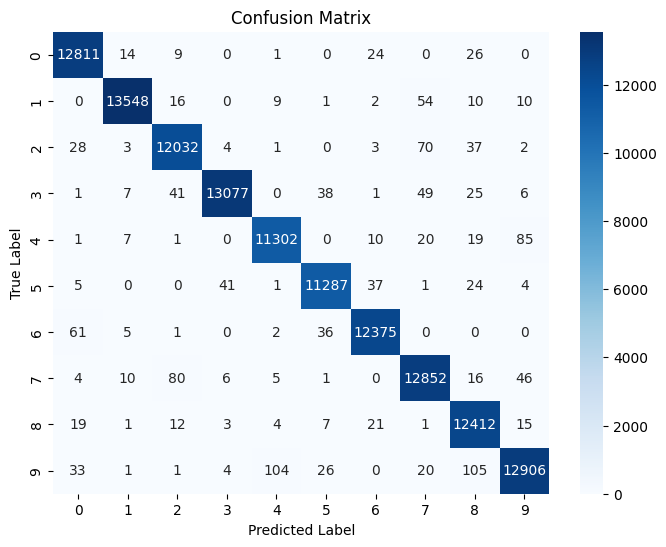 Confusion Matrix
0 12811 14 9 0 1 0 24 0 26 0
1 0 13548 16 0 9 1 2 54 10 10
2 28 3 12032 4 1 0 3 70 37 2
3 1 7 41 13077 0 38 1 49 25 6
4 1 7 1 0 11302 0 10 20 19 85
5 5 0 0 41 1 11287 37 1 24 4
6 61 5 1 0 2 36 12375 0 0 0
7 4 10 80 6 5 1 0 12852 16 46
8 19 1 12 3 4 7 21 1 12412 15
9 33 1 1 4 104 26 0 20 105 12906
0 1 2 3 4 5 6 7 8 9
Predicted Label
True Label
12000
10000
8000
6000
4000
2000
0